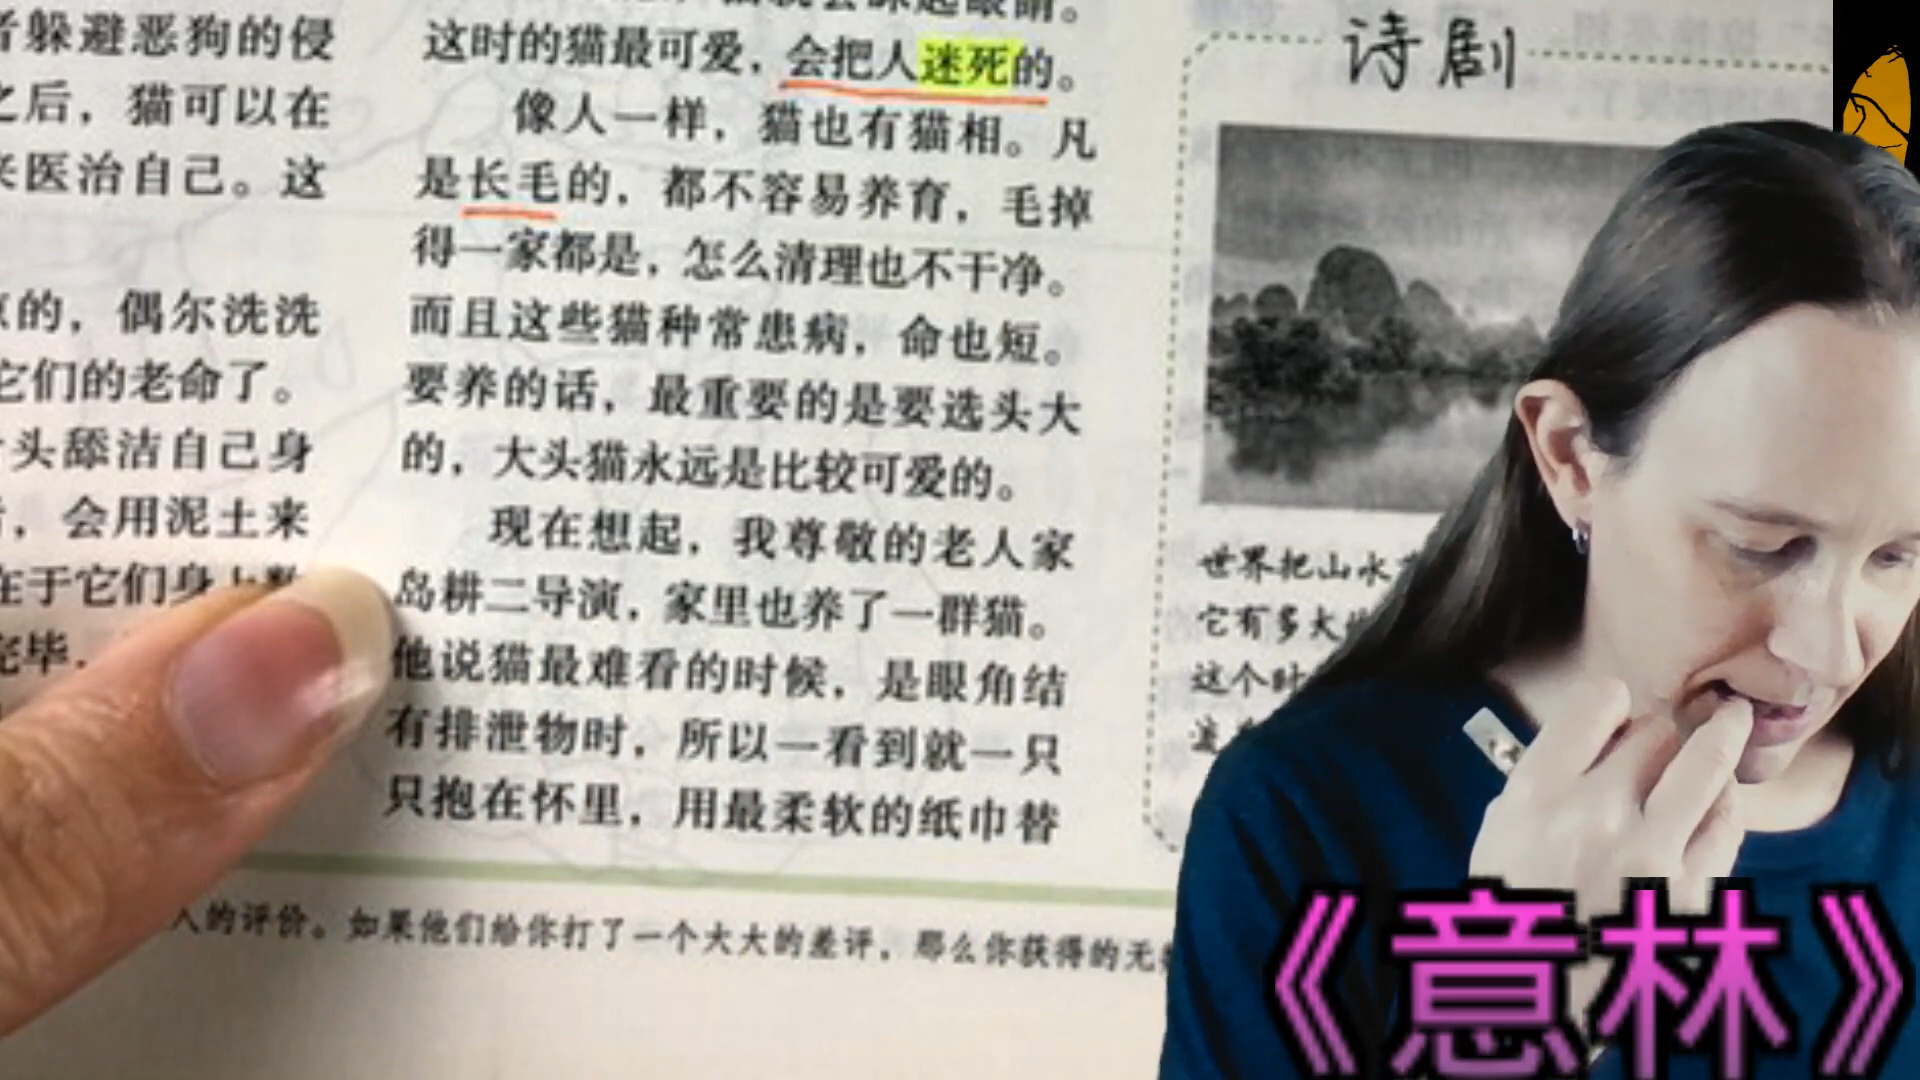 者躲避恶狗的侵
之后，猫可以在
来医治自己。这
的，偶尔洗洗
它们的老命了。
舌头舔洁自己身
，会用泥土来
在于它们身上
完毕．
这时的猫最可爱，会把人迷死的。
像人一样，猫也有猫相。凡
是长毛的，都不容易养育，毛掉
得一家都是，怎么清理也不干净。
而且这些猫种常患病，命也短。
要养的话，最重要的是要选头大
的，大头猫永远是比较可爱的。
现在想起，我尊敬的老人家
岛耕二导演，家里也养了一群猫。
他说猫最难看的时候，是眼角结
有排泄物时，所以一看到就一只
只抱在怀里，用最柔软的纸巾替
诗剧
世界把山水
它有多大
这个时
人的评价。如果他们给你打了一个大大的差评，那么你获得的无
《意林》